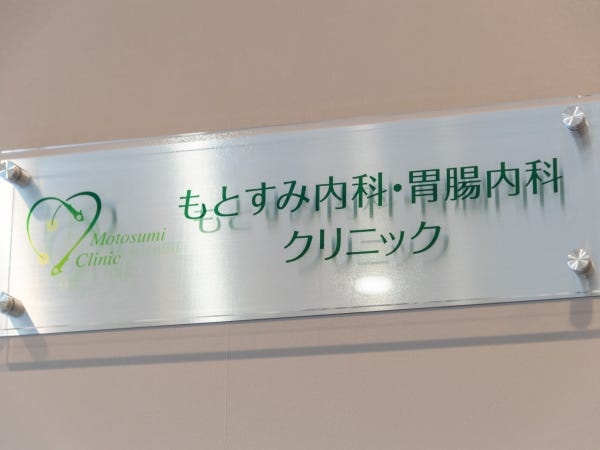 もとすみ内科・胃腸内科
クリニック
Motosumi
Clinic